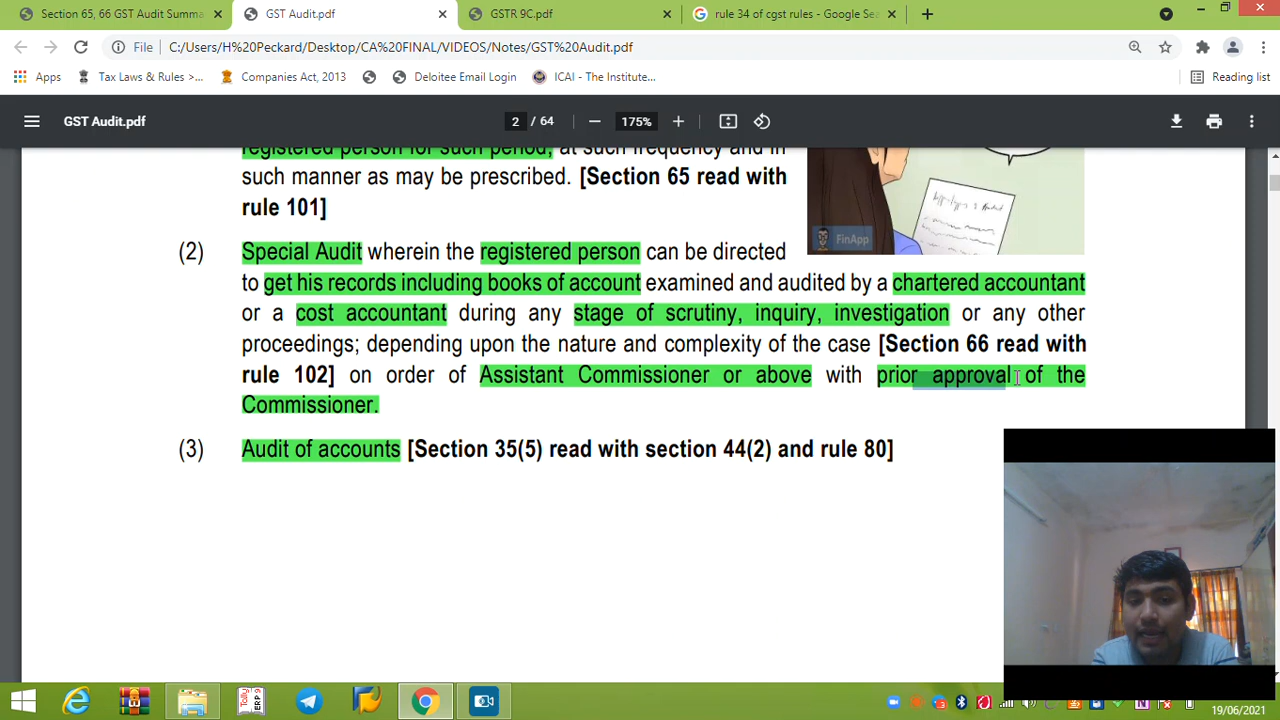 Section 65, 66 GST Audit Summa
GST Audit.pdf
GSTR 9C.pdf
rule 34 of cgst rules - Google Sea
File
C:/Users/H%20Peckard/Desktop/CA%20FINAL/VIDEOS/Notes/GST%20Audit.pdf
Apps
Tax Laws & Rules >...
Companies Act, 2013
Deloitee Email Login
ICAI - The Institute...
Reading list
GST Audit.pdf
2 / 64
175%
registered person for such period, at such frequency and in
such manner as may be prescribed. [Section 65 read with
rule 101]
FinApp
(2) Special Audit wherein the registered person can be directed
to get his records including books of account examined and audited by a chartered accountant
or a cost accountant during any stage of scrutiny, inquiry, investigation or any other
proceedings; depending upon the nature and complexity of the case [Section 66 read with
rule 102] on order of Assistant Commissioner or above with prior approval of the
Commissioner.
(3) Audit of accounts [Section 35(5) read with section 44(2) and rule 80]
19/06/2021